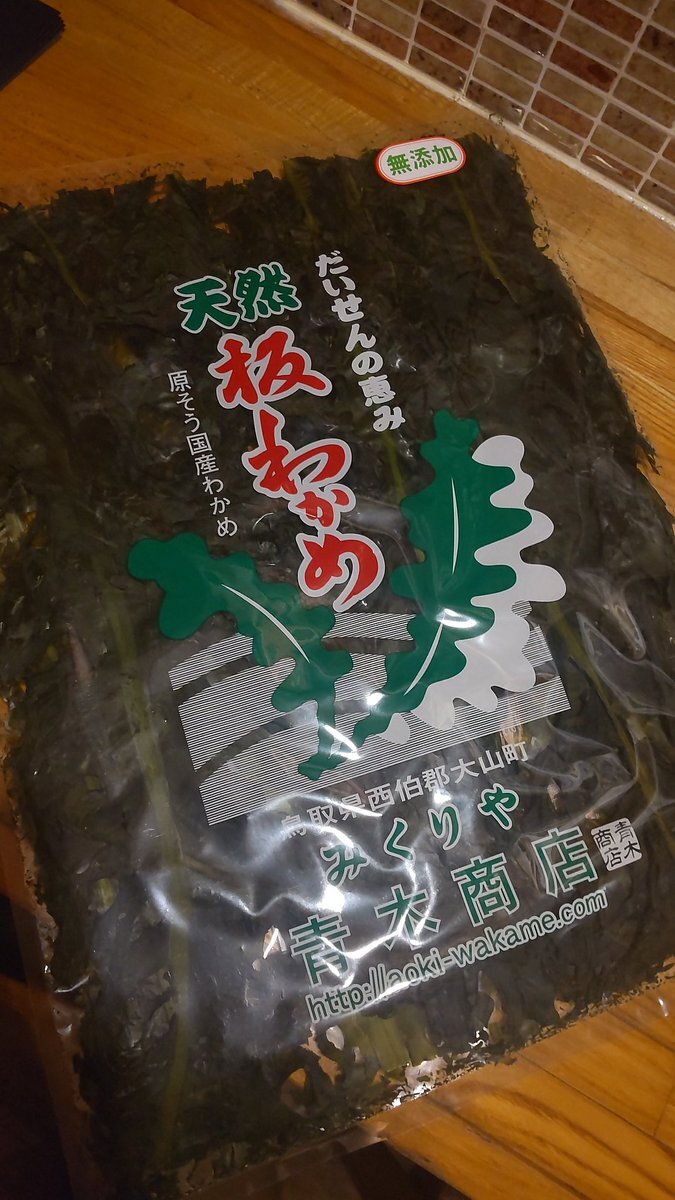 無添加
だいせんの恵み
天然
板わかめ
原そう国産わかめ
鳥取県西伯郡大山町
みくりや
青木商店
青木商店
http://aoki-wakame.com